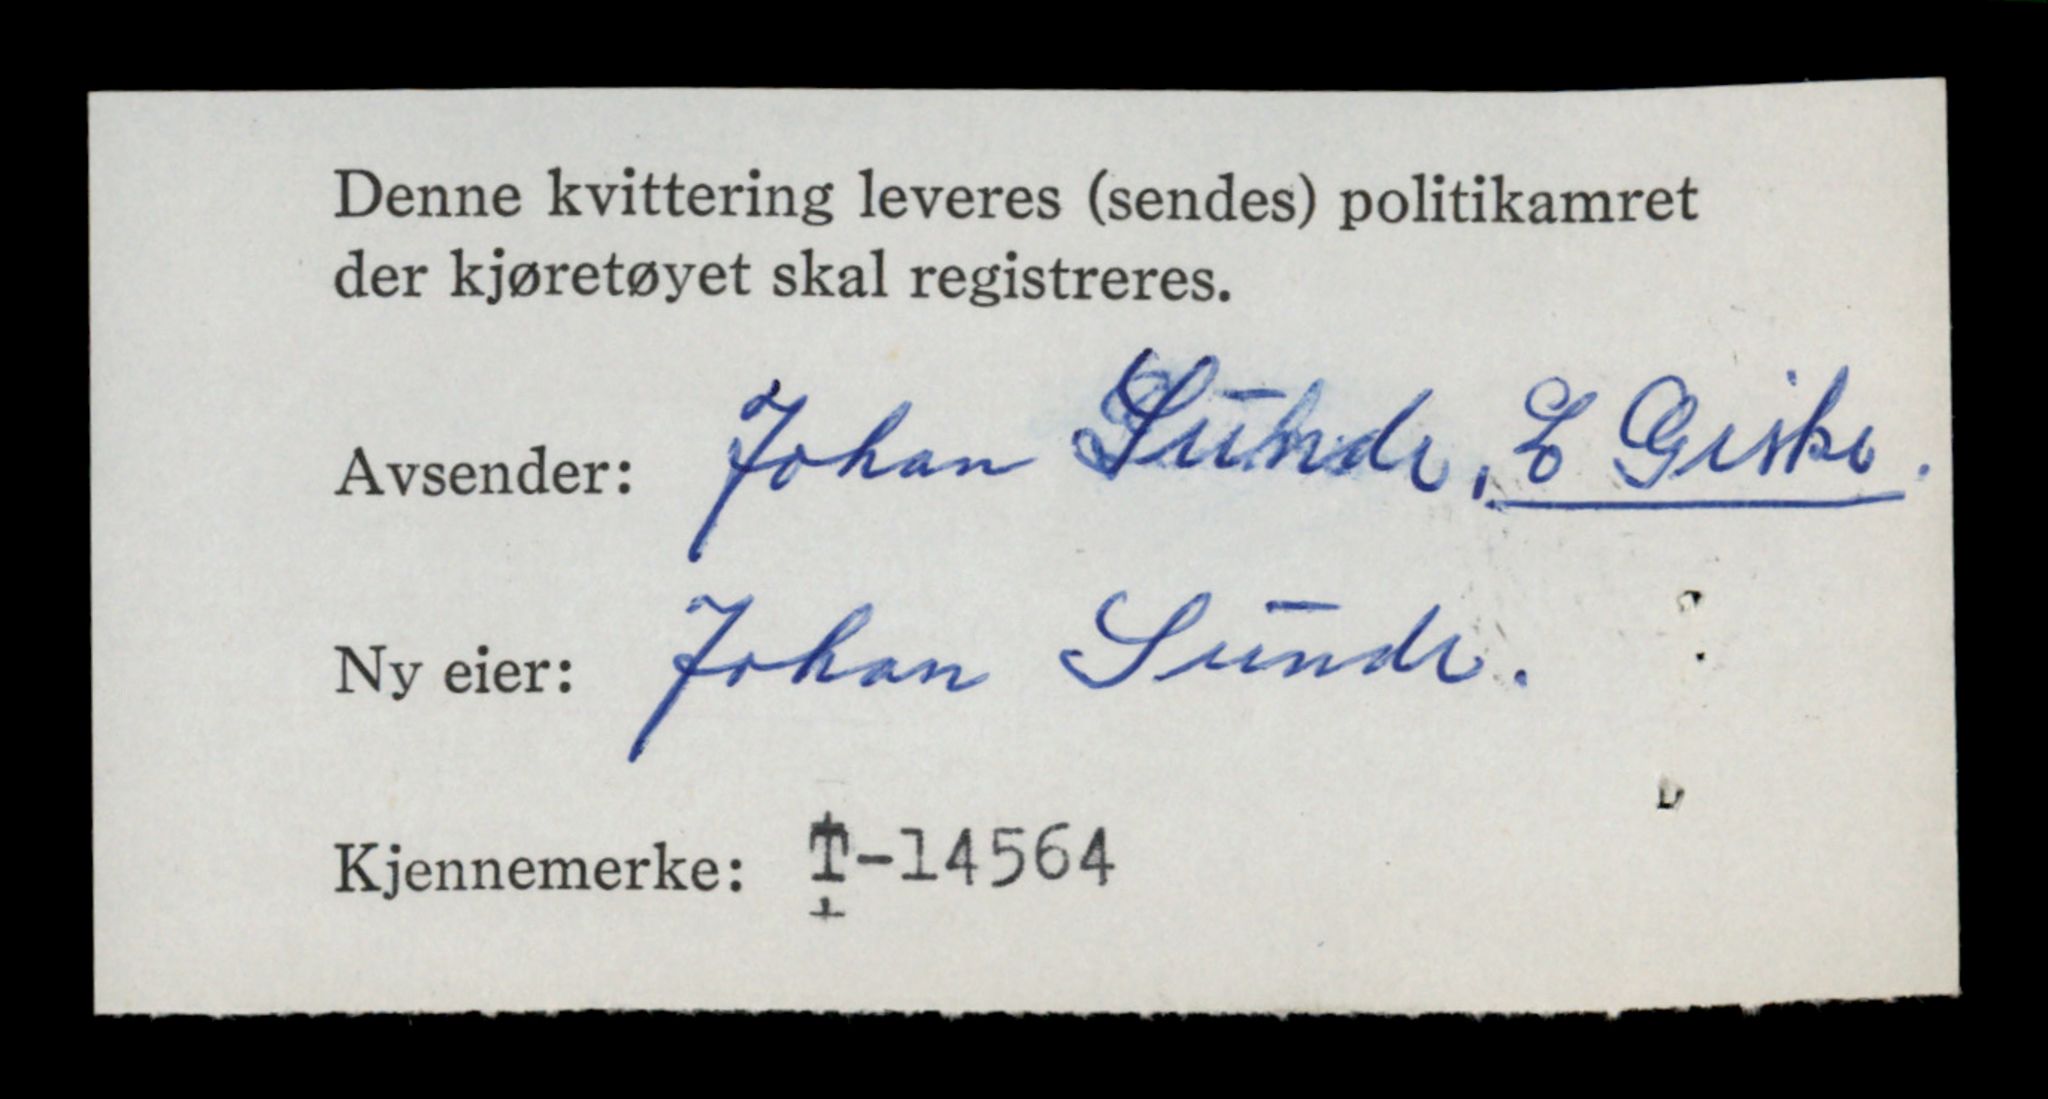 Denne kvittering leveres (sendes) politikamret
der kjøretøyet skal registreres.
Avsender: Johan Sunde, Giske.
Ny eier: Johan Sunde.
Kjennemerke: T-14564